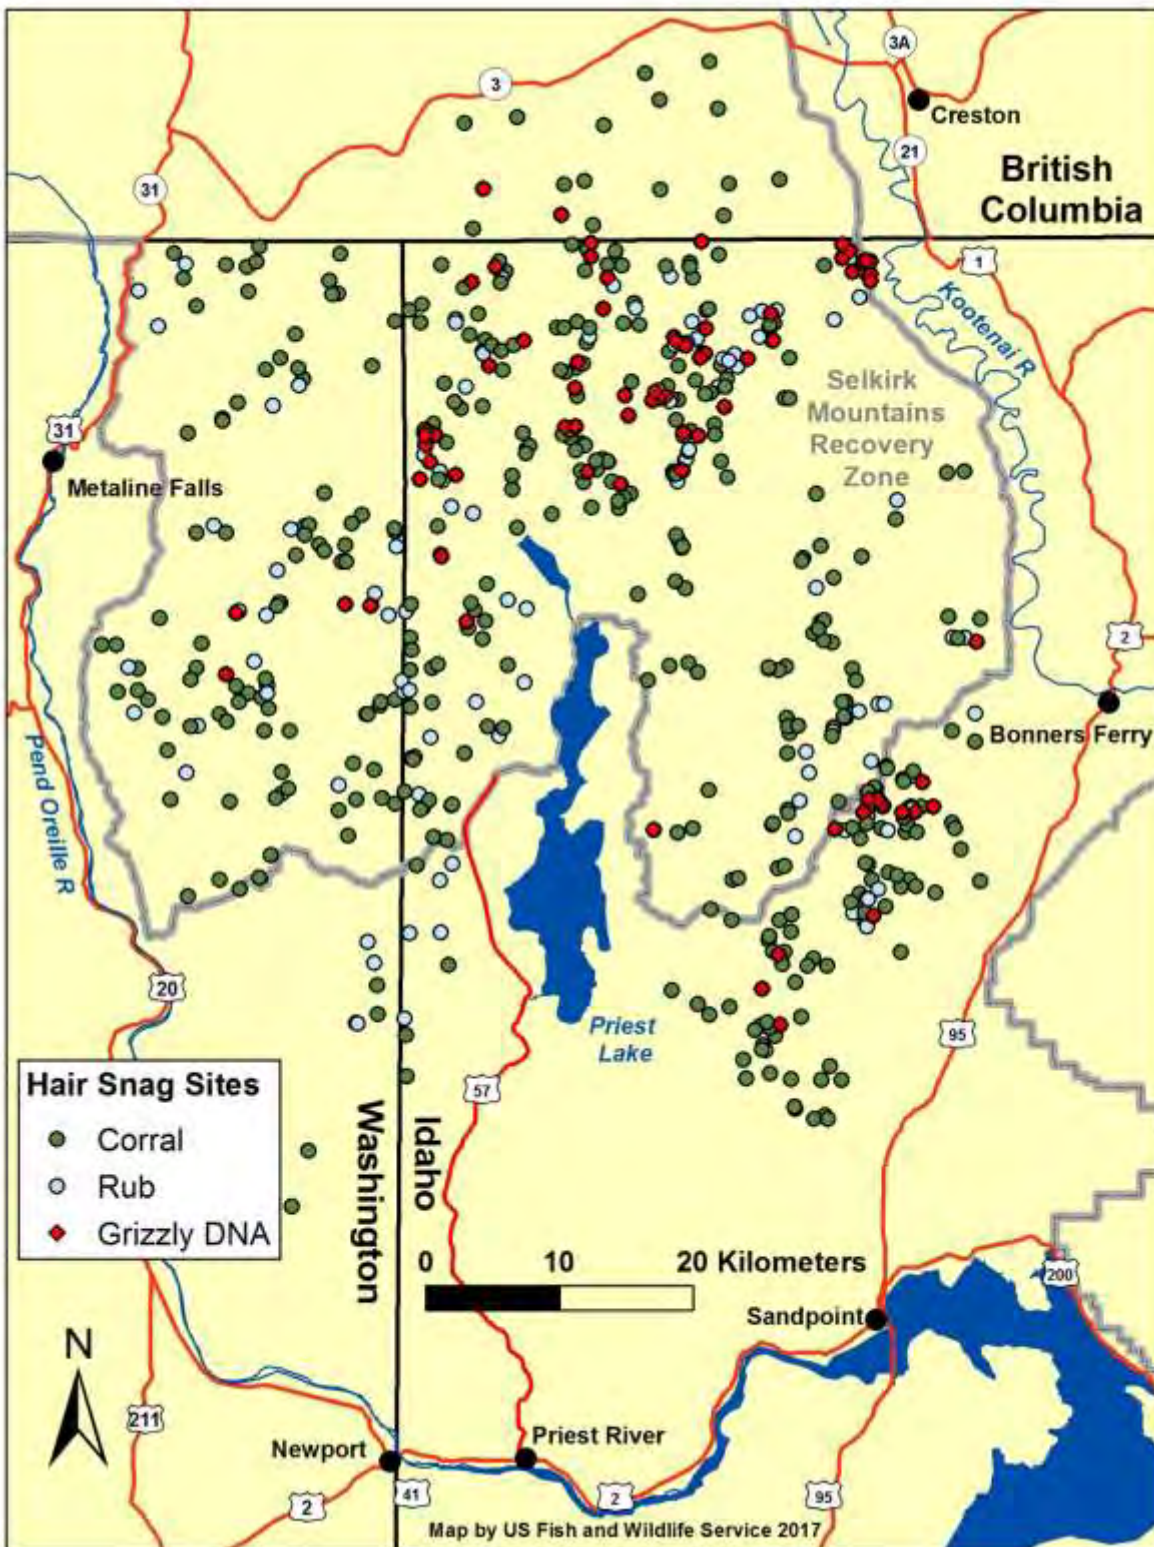 3
3A
Creston
21
31
British
Columbia
1
Kootenai R
Selkirk
Mountains
Recovery
Zone
31
Metaline Falls
2
Bonners Ferry
Pend Oreille R
20
Priest
Lake
95
57
Hair Snag Sites
Corral
Rub
Grizzly DNA
Washington
Idaho
0 10 20 Kilometers
200
Sandpoint
N
211
Newport
Priest River
2
41
2
95
Map by US Fish and Wildlife Service 2017